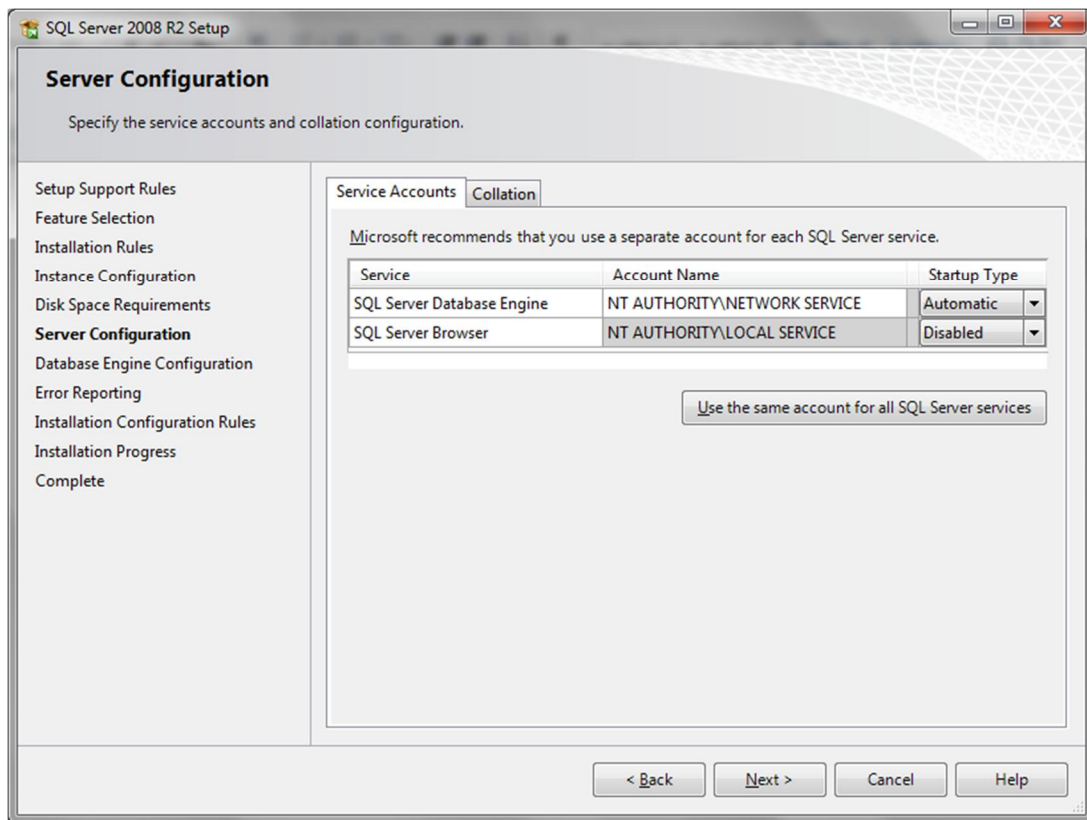 SQL Server 2008 R2 Setup
Server Configuration
Specify the service accounts and collation configuration.
Setup Support Rules
Feature Selection
Installation Rules
Instance Configuration
Disk Space Requirements
Server Configuration
Database Engine Configuration
Error Reporting
Installation Configuration Rules
Installation Progress
Complete
Service Accounts Collation
Microsoft recommends that you use a separate account for each SQL Server service.
Service Account Name Startup Type
SQL Server Database Engine NT AUTHORITY\NETWORK SERVICE Automatic
SQL Server Browser NT AUTHORITY\LOCAL SERVICE Disabled
Use the same account for all SQL Server services
< Back Next > Cancel Help